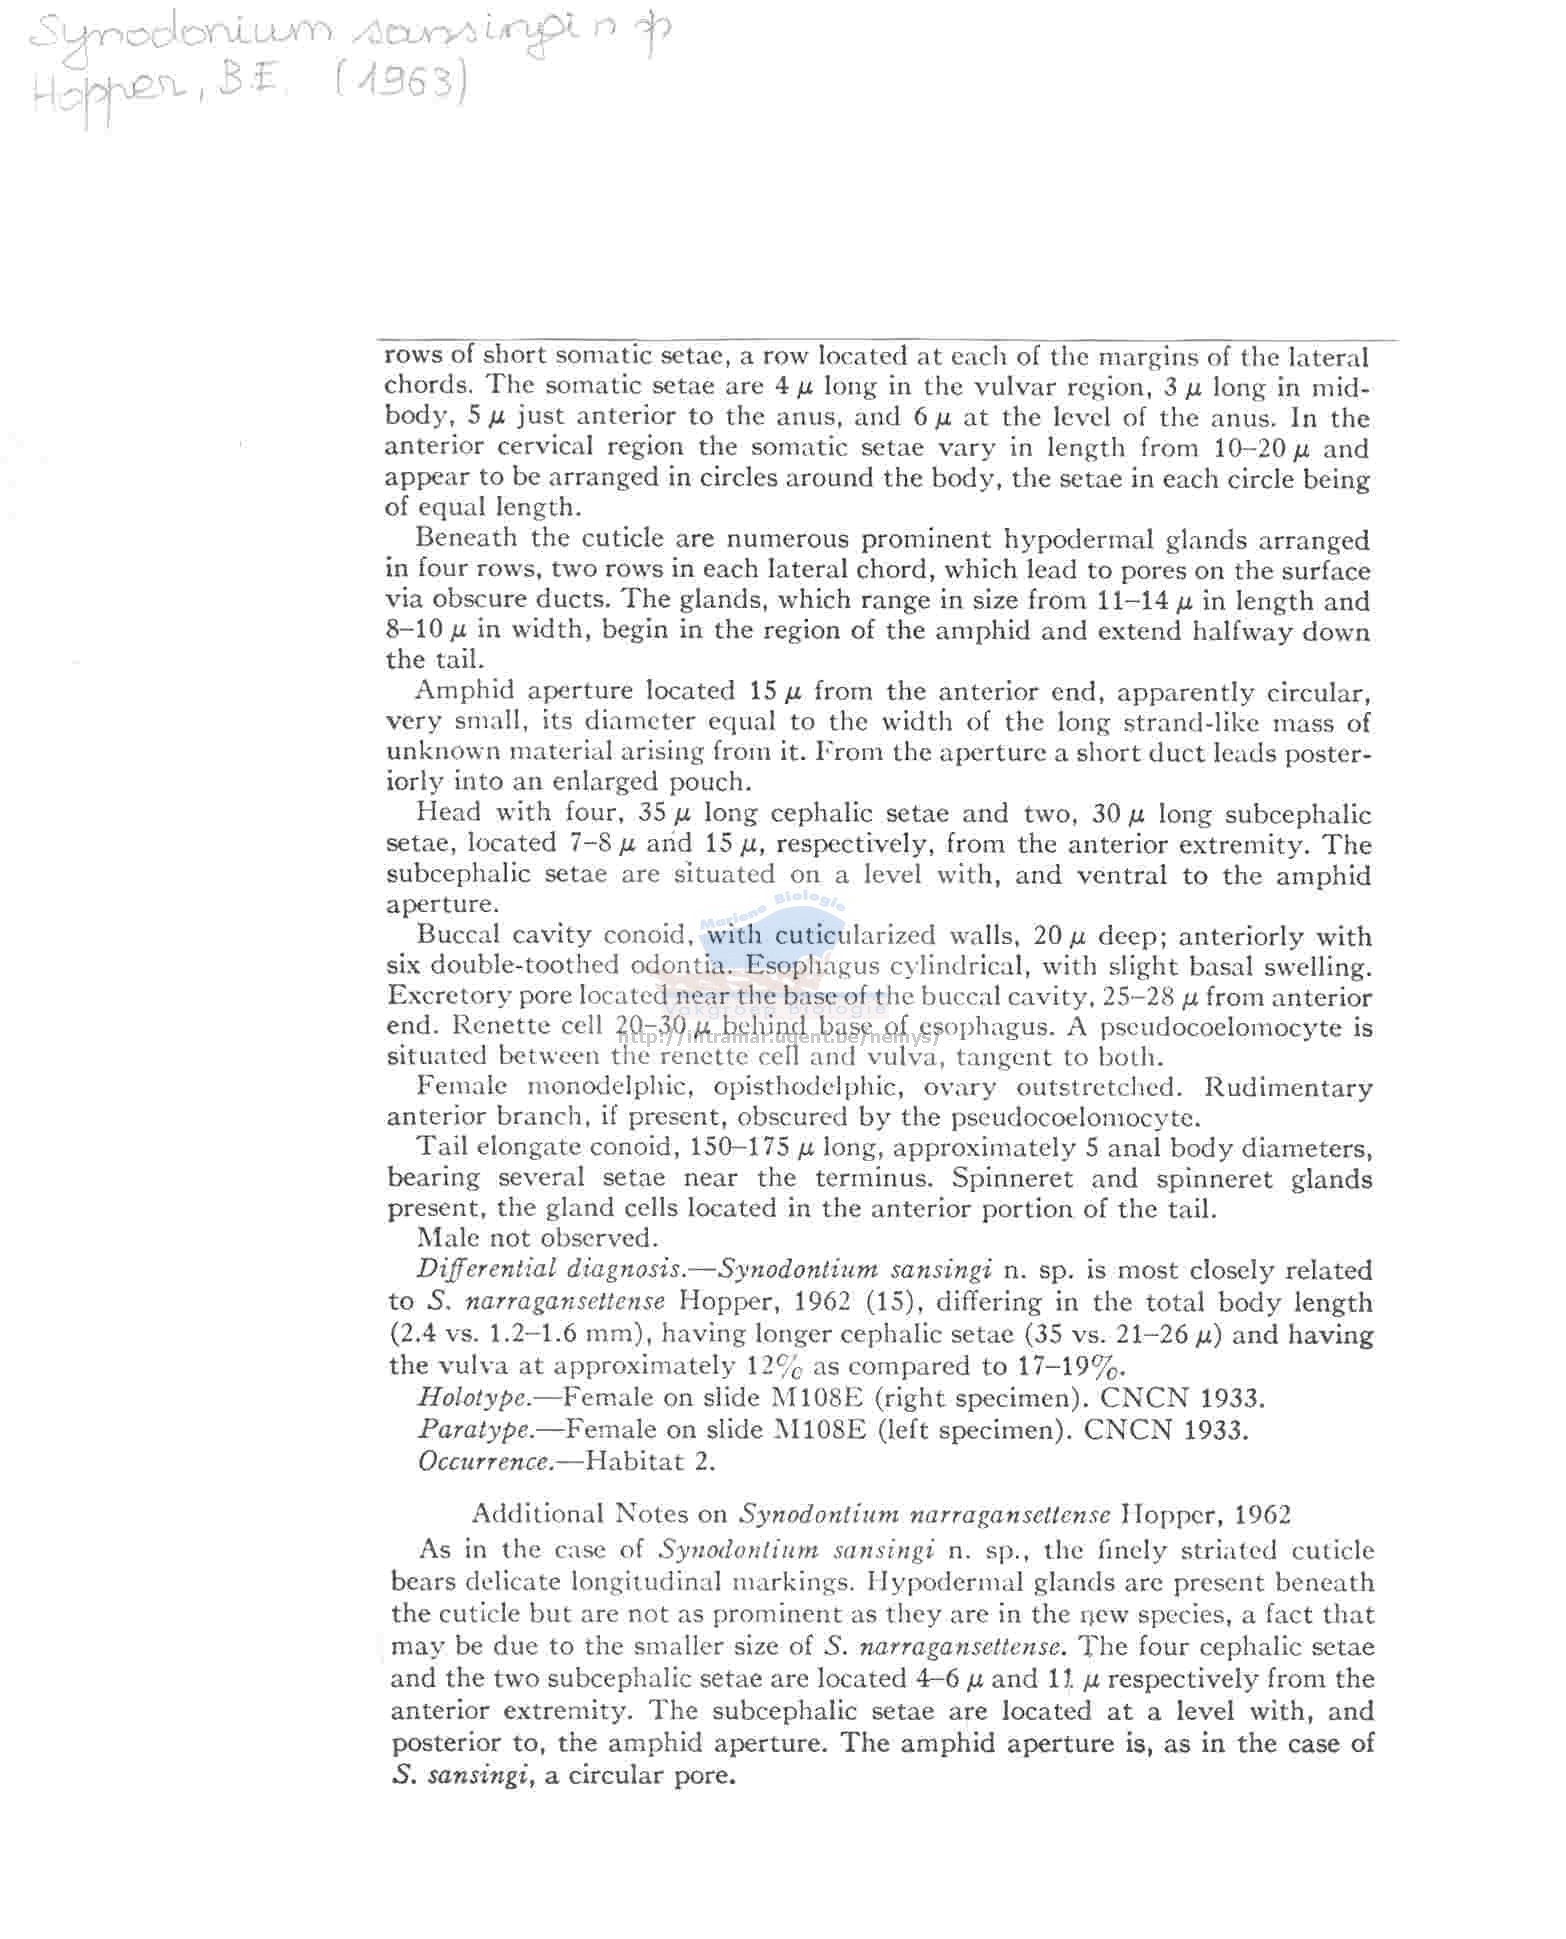 Synodonium sansingi n sp
Hopper, B.E. (1963)
rows of short somatic setae, a row located at each of the margins of the lateral
chords. The somatic setae are 4 μ long in the vulvar region, 3 μ long in mid-
body, 5 μ just anterior to the anus, and 6 μ at the level of the anus. In the
anterior cervical region the somatic setae vary in length from 10–20 μ and
appear to be arranged in circles around the body, the setae in each circle being
of equal length.
Beneath the cuticle are numerous prominent hypodermal glands arranged
in four rows, two rows in each lateral chord, which lead to pores on the surface
via obscure ducts. The glands, which range in size from 11–14 μ in length and
8–10 μ in width, begin in the region of the amphid and extend halfway down
the tail.
Amphid aperture located 15 μ from the anterior end, apparently circular,
very small, its diameter equal to the width of the long strand-like mass of
unknown material arising from it. From the aperture a short duct leads poster-
iorly into an enlarged pouch.
Head with four, 35 μ long cephalic setae and two, 30 μ long subcephalic
setae, located 7–8 μ and 15 μ, respectively, from the anterior extremity. The
subcephalic setae are situated on a level with, and ventral to the amphid
aperture.
Marlene Biologie
Buccal cavity conoid, with cuticularized walls, 20 μ deep; anteriorly with
six double-toothed odontia. Esophagus cylindrical, with slight basal swelling.
Excretory pore located near the base of the buccal cavity, 25–28 μ from anterior
Vakgroep Biologie
end. Renette cell 20–30 μ behind base of esophagus. A pseudocoelomocyte is
http://intramar.ugent.be/nemys/
situated between the renette cell and vulva, tangent to both.
Female monodelphic, opisthodelphic, ovary outstretched. Rudimentary
anterior branch, if present, obscured by the pseudocoelomocyte.
Tail elongate conoid, 150–175 μ long, approximately 5 anal body diameters,
bearing several setae near the terminus. Spinneret and spinneret glands
present, the gland cells located in the anterior portion of the tail.
Male not observed.
Differential diagnosis.—Synodontium sansingi n. sp. is most closely related
to S. narragansettense Hopper, 1962 (15), differing in the total body length
(2.4 vs. 1.2–1.6 mm), having longer cephalic setae (35 vs. 21–26 μ) and having
the vulva at approximately 12% as compared to 17–19%.
Holotype.—Female on slide M108E (right specimen). CNCN 1933.
Paratype.—Female on slide M108E (left specimen). CNCN 1933.
Occurrence.—Habitat 2.
Additional Notes on Synodontium narragansettense Hopper, 1962
As in the case of Synodontium sansingi n. sp., the finely striated cuticle
bears delicate longitudinal markings. Hypodermal glands are present beneath
the cuticle but are not as prominent as they are in the new species, a fact that
may be due to the smaller size of S. narragansettense. The four cephalic setae
and the two subcephalic setae are located 4–6 μ and 11 μ respectively from the
anterior extremity. The subcephalic setae are located at a level with, and
posterior to, the amphid aperture. The amphid aperture is, as in the case of
S. sansingi, a circular pore.